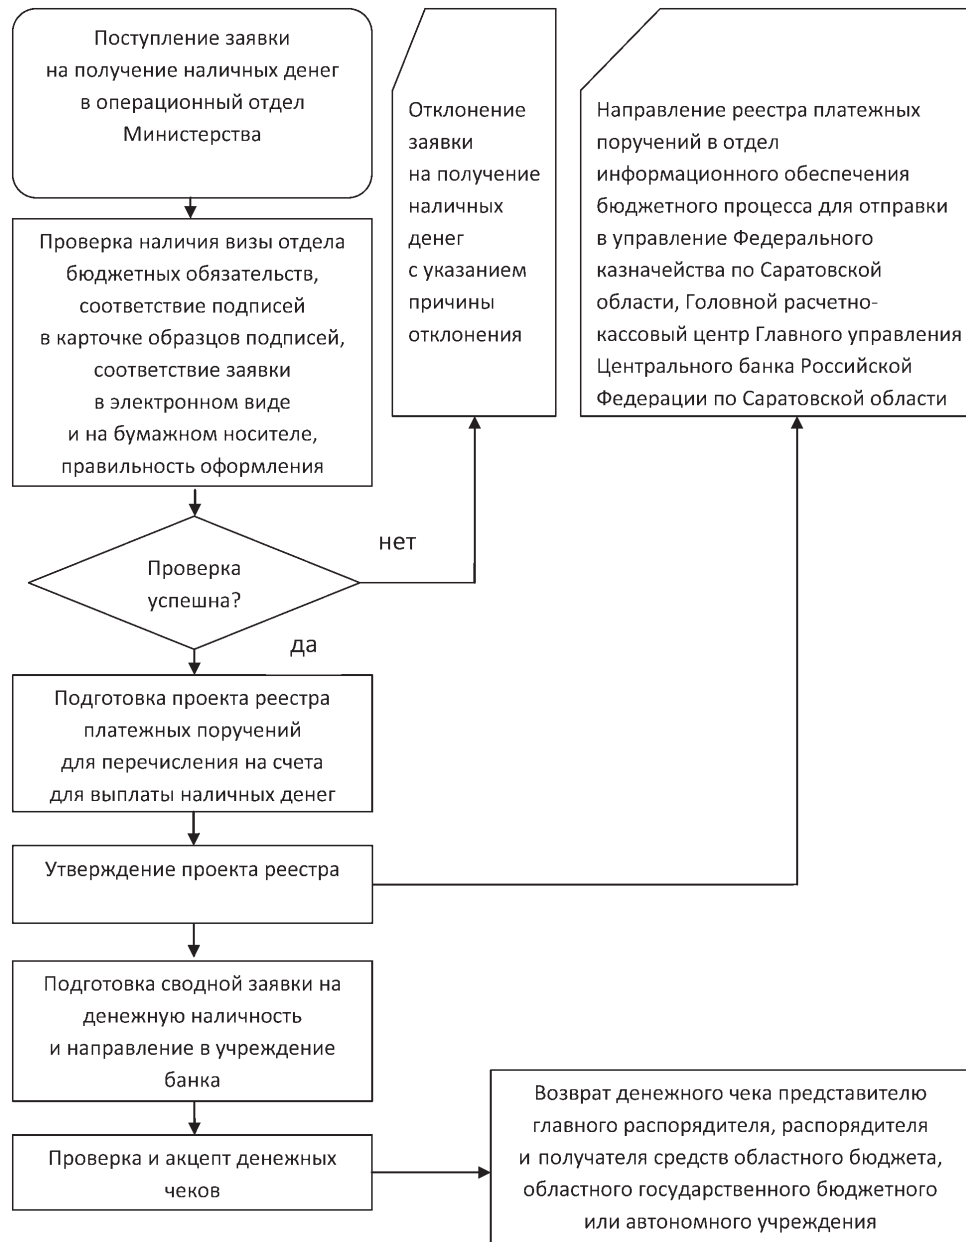 Поступление заявки
на получение наличных денег
в операционный отдел
Министерства
Проверка наличия визы отдела
бюджетных обязательств,
соответствие подписей
в карточке образцов подписей,
соответствие заявки
в электронном виде
и на бумажном носителе,
правильность оформления
Проверка
успешна?
нет
да
Отклонение
заявки
на получение
наличных
денег
с указанием
причины
отклонения
Направление реестра платежных
поручений в отдел
информационного обеспечения
бюджетного процесса для отправки
в управление Федерального
казначейства по Саратовской
области, Головной расчетно-
кассовый центр Главного управления
Центрального банка Российской
Федерации по Саратовской области
Подготовка проекта реестра
платежных поручений
для перечисления на счета
для выплаты наличных денег
Утверждение проекта реестра
Подготовка сводной заявки на
денежную наличность
и направление в учреждение
банка
Проверка и акцепт денежных
чеков
Возврат денежного чека представителю
главного распорядителя, распорядителя
и получателя средств областного бюджета,
областного государственного бюджетного
или автономного учреждения